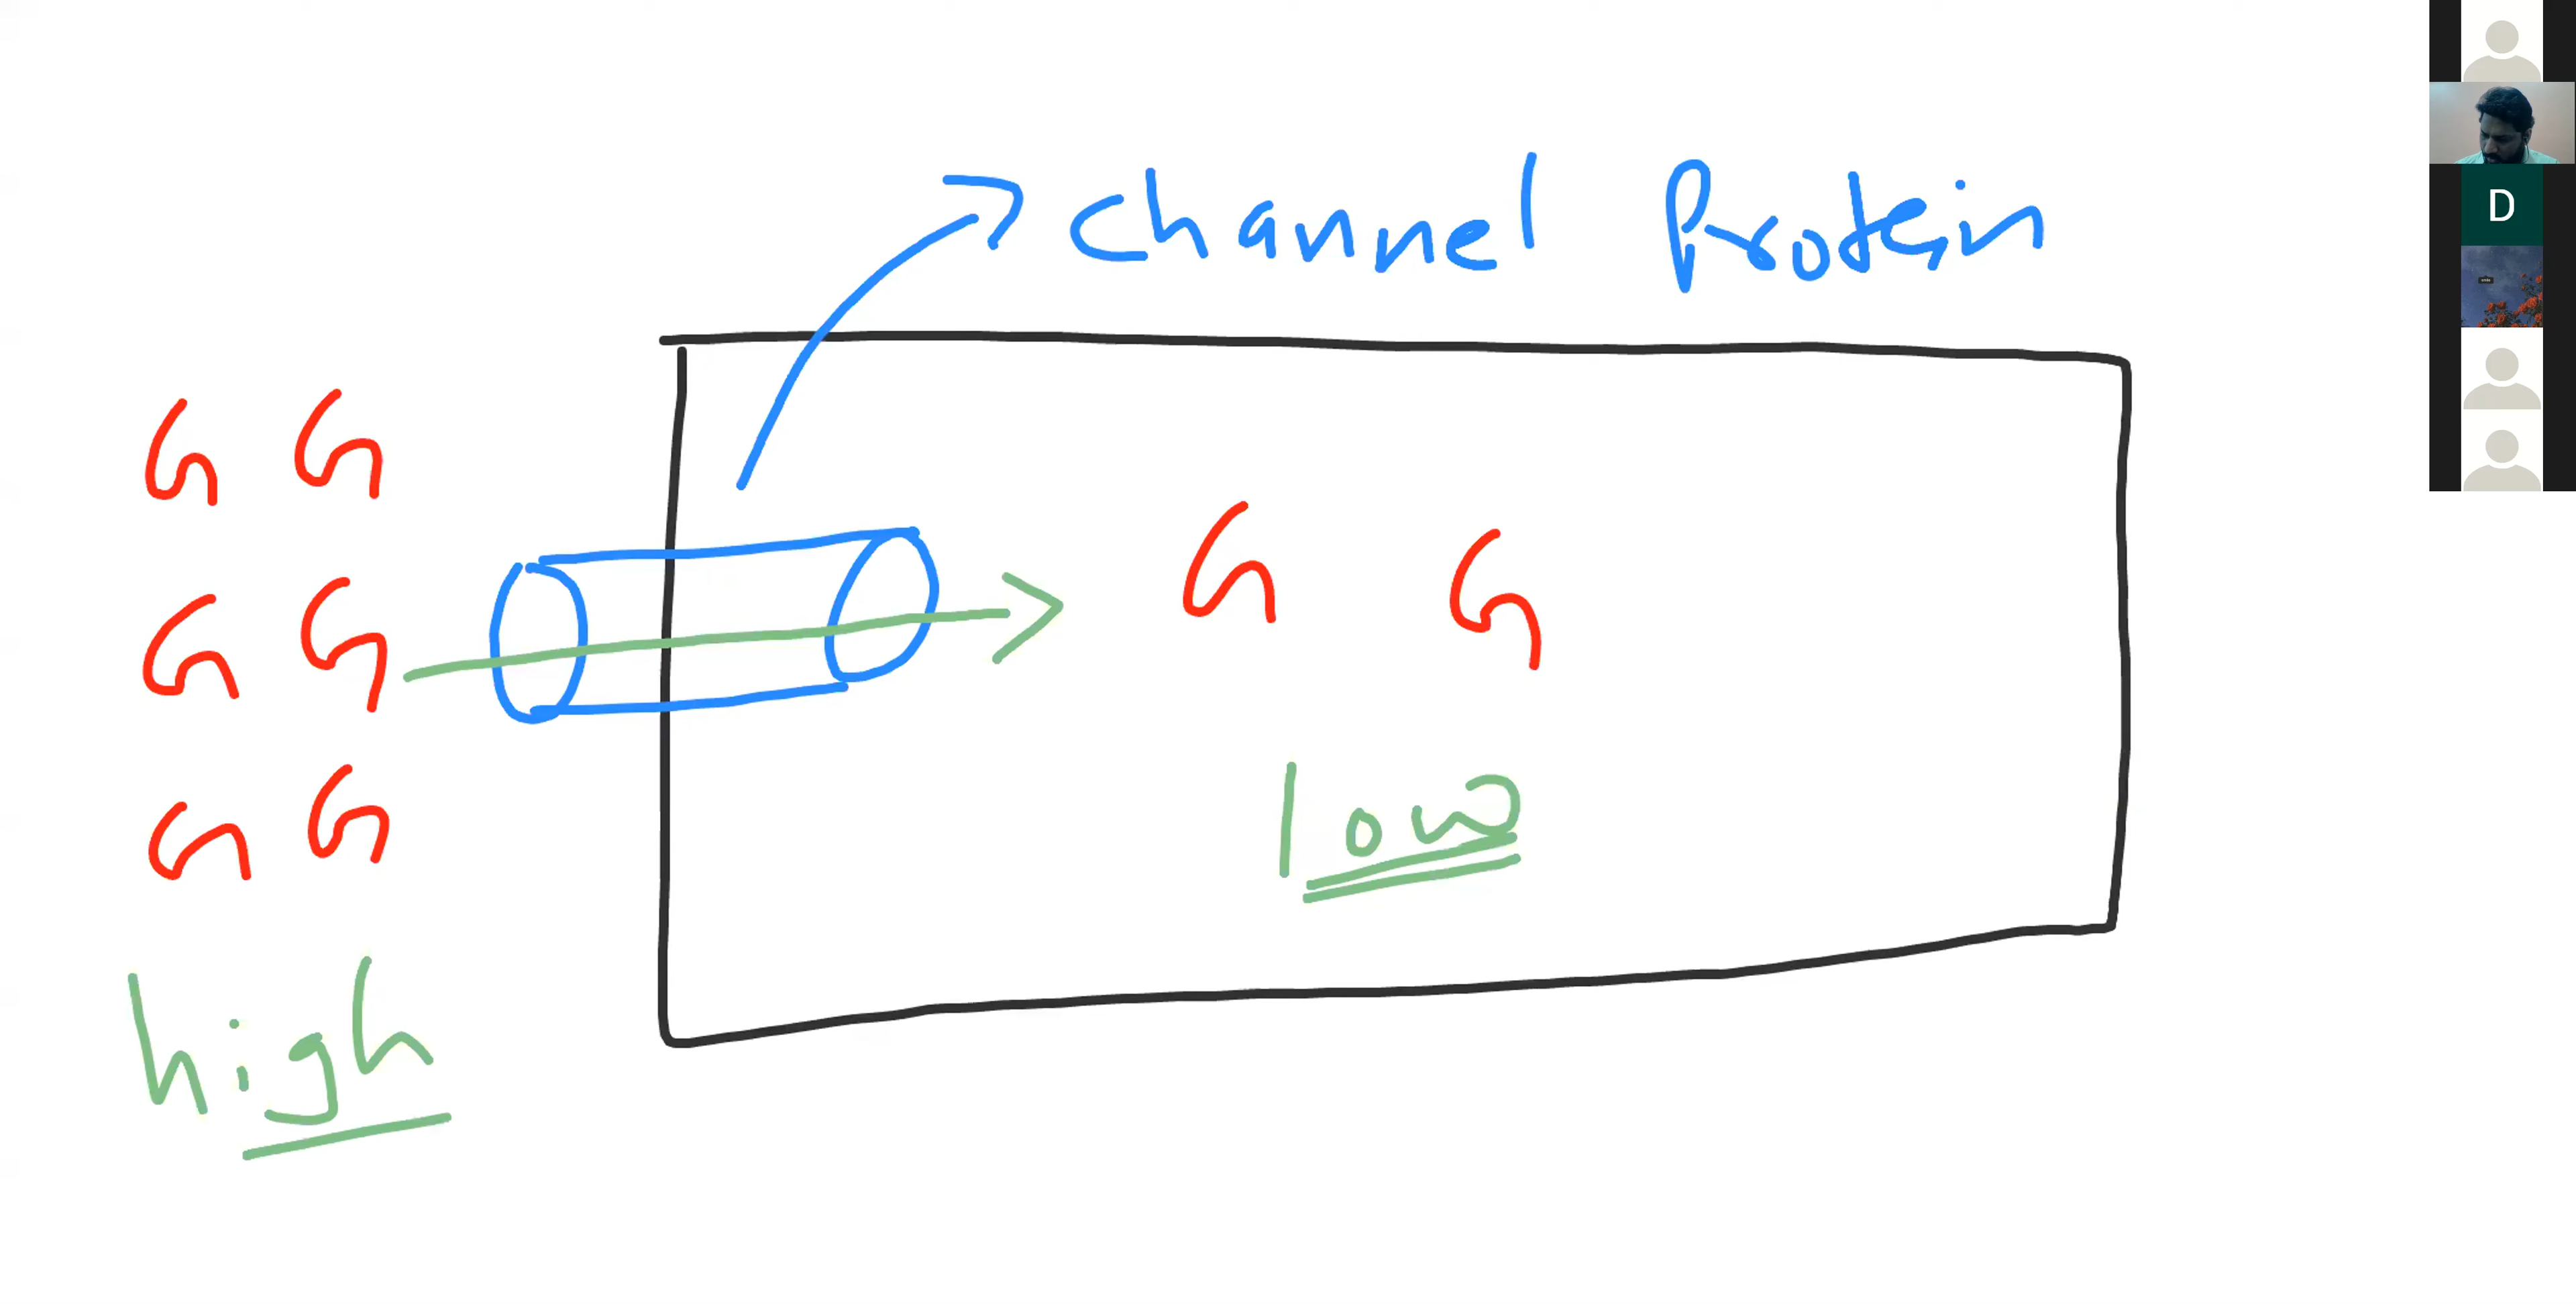 channel Protein
G G
G G
G G
G G
low
high
D